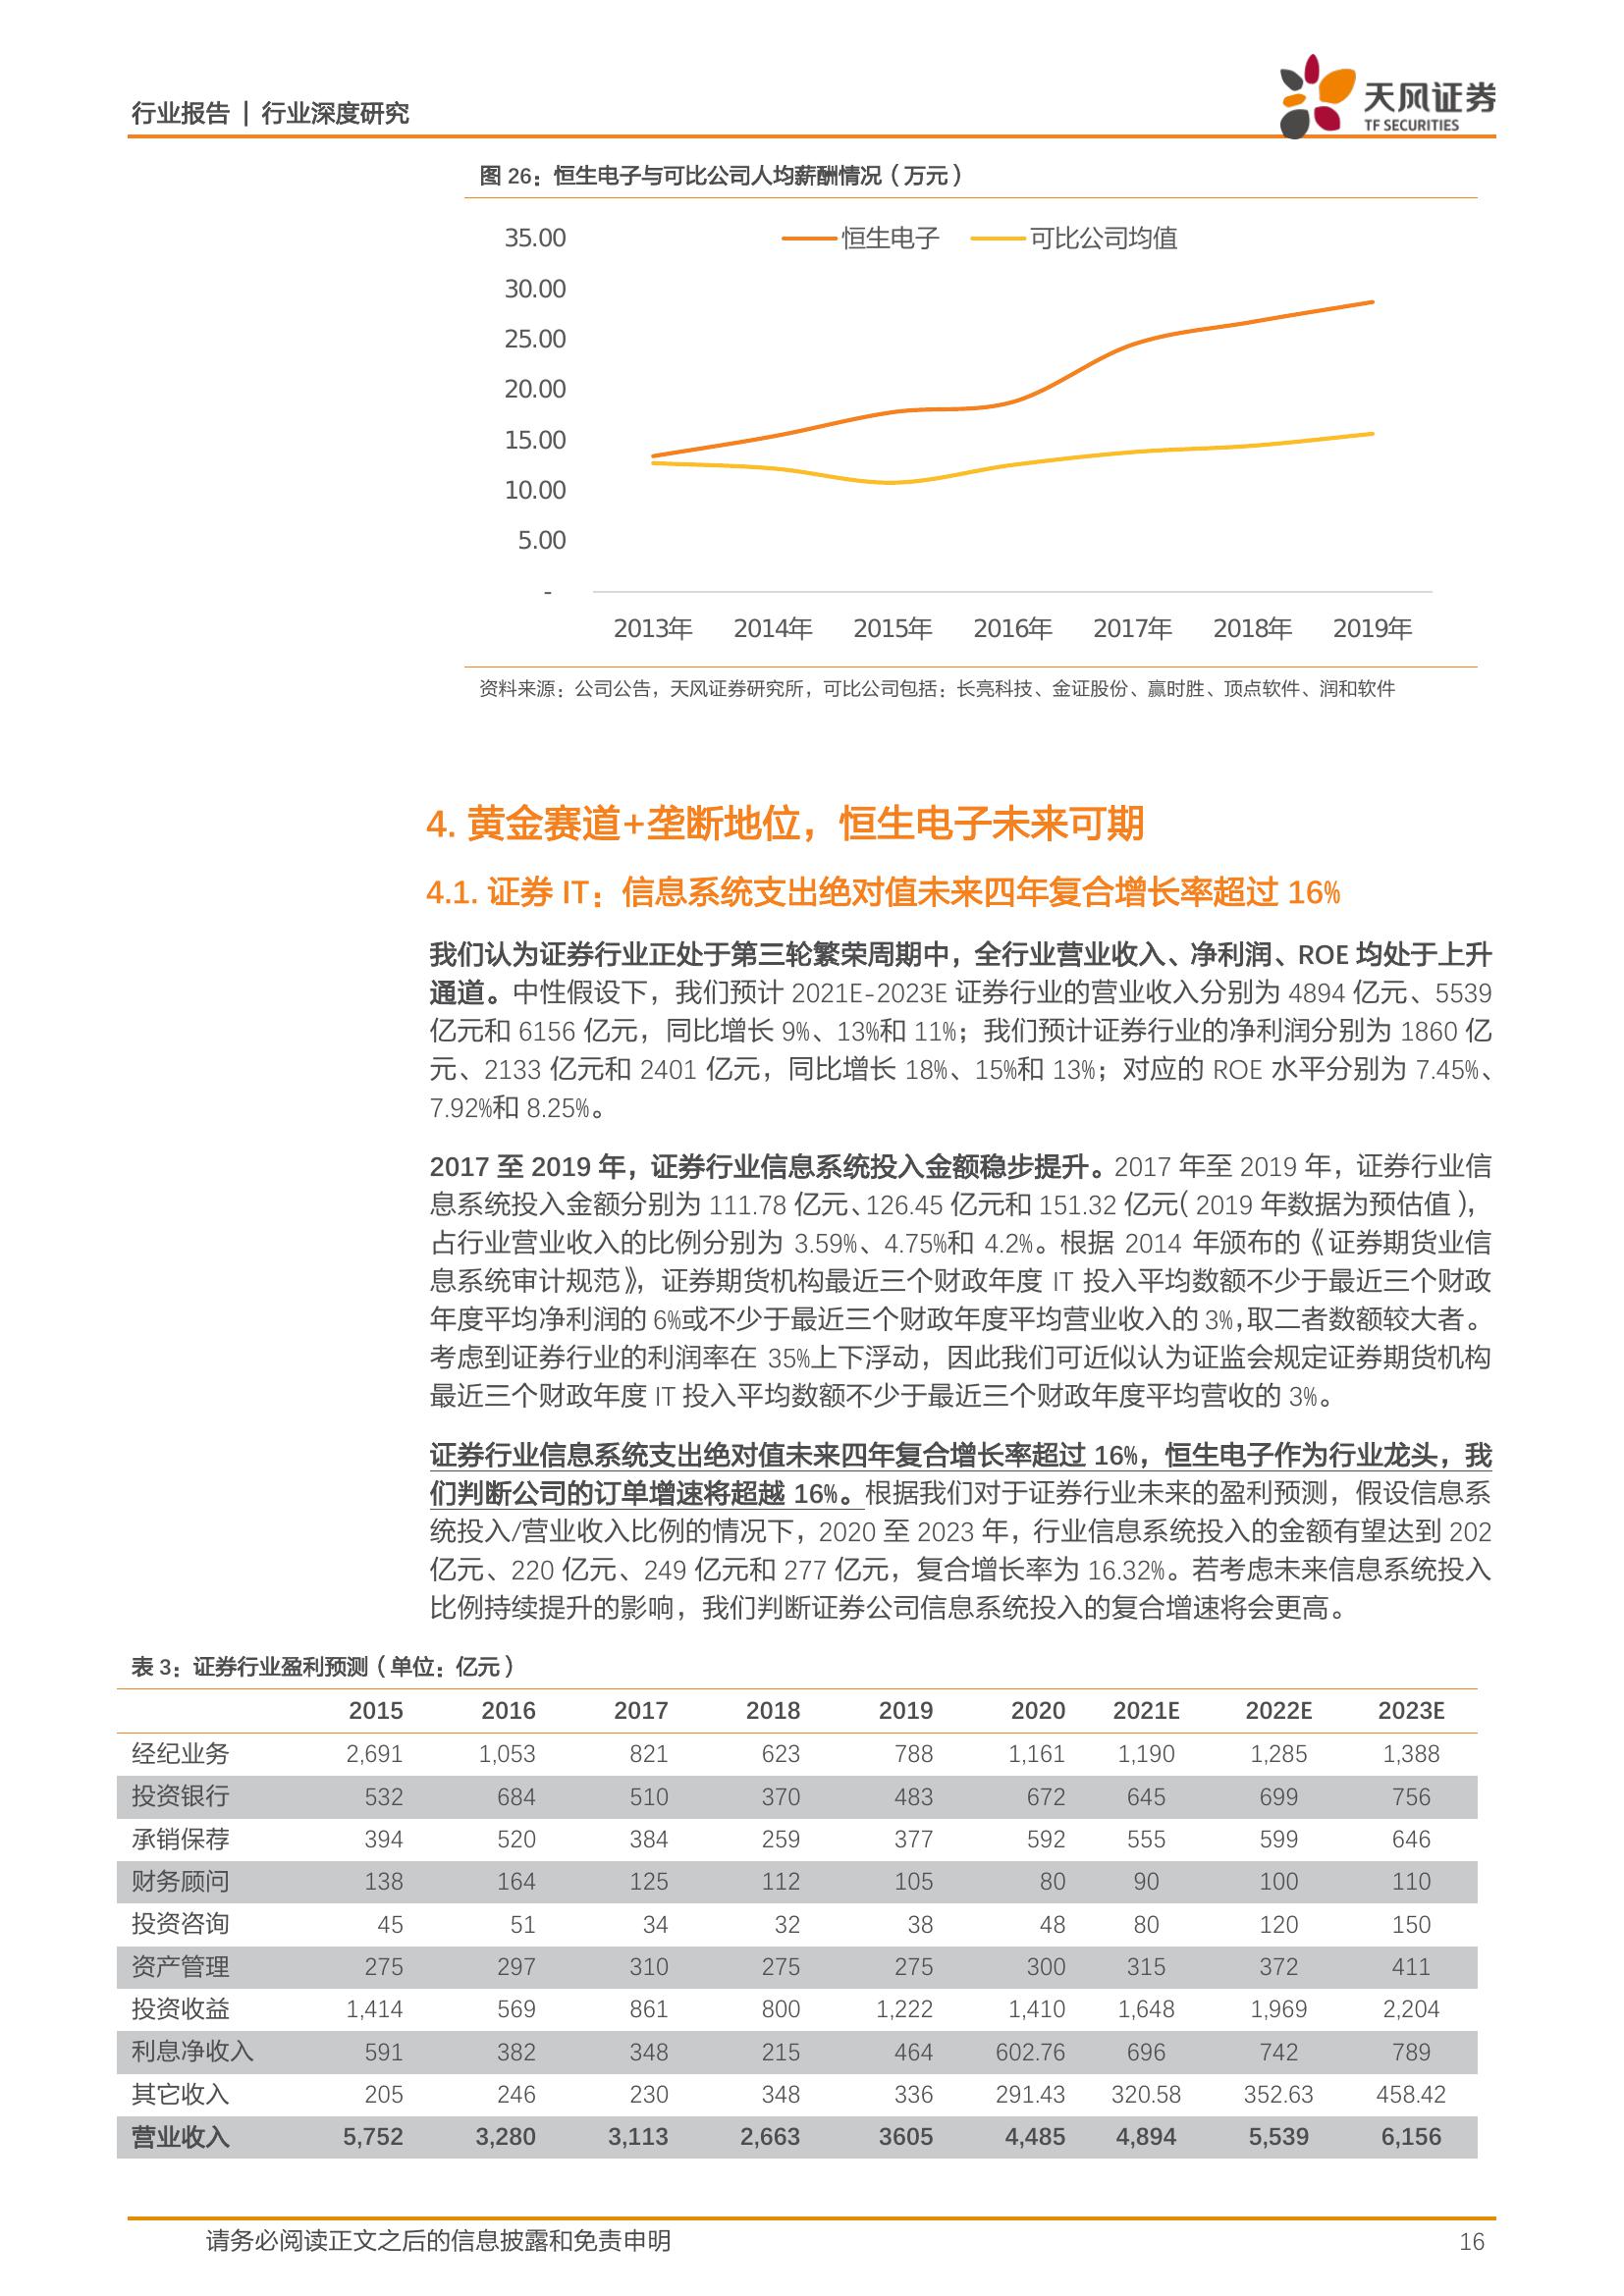 行业报告 | 行业深度研究
天风证券
TF SECURITIES
图 26：恒生电子与可比公司人均薪酬情况（万元）
恒生电子 可比公司均值
35.00
30.00
25.00
20.00
15.00
10.00
5.00
-
2013年 2014年 2015年 2016年 2017年 2018年 2019年
资料来源：公司公告，天风证券研究所，可比公司包括：长亮科技、金证股份、赢时胜、顶点软件、润和软件
4. 黄金赛道+垄断地位，恒生电子未来可期
4.1. 证券 IT：信息系统支出绝对值未来四年复合增长率超过 16%
我们认为证券行业正处于第三轮繁荣周期中，全行业营业收入、净利润、ROE 均处于上升
通道。中性假设下，我们预计 2021E-2023E 证券行业的营业收入分别为 4894 亿元、5539
亿元和 6156 亿元，同比增长 9%、13%和 11%；我们预计证券行业的净利润分别为 1860 亿
元、2133 亿元和 2401 亿元，同比增长 18%、15%和 13%；对应的 ROE 水平分别为 7.45%、
7.92%和 8.25%。
2017 至 2019 年，证券行业信息系统投入金额稳步提升。2017 年至 2019 年，证券行业信
息系统投入金额分别为 111.78 亿元、126.45 亿元和 151.32 亿元（2019 年数据为预估值），
占行业营业收入的比例分别为 3.59%、4.75%和 4.2%。根据 2014 年颁布的《证券期货业信
息系统审计规范》，证券期货机构最近三个财政年度 IT 投入平均数额不少于最近三个财政
年度平均净利润的 6%或不少于最近三个财政年度平均营业收入的 3%，取二者数额较大者。
考虑到证券行业的利润率在 35%上下浮动，因此我们可近似认为证监会规定证券期货机构
最近三个财政年度 IT 投入平均数额不少于最近三个财政年度平均营收的 3%。
证券行业信息系统支出绝对值未来四年复合增长率超过 16%，恒生电子作为行业龙头，我
们判断公司的订单增速将超越 16%。根据我们对于证券行业未来的盈利预测，假设信息系
统投入/营业收入比例的情况下，2020 至 2023 年，行业信息系统投入的金额有望达到 202
亿元、220 亿元、249 亿元和 277 亿元，复合增长率为 16.32%。若考虑未来信息系统投入
比例持续提升的影响，我们判断证券公司信息系统投入的复合增速将会更高。
表 3：证券行业盈利预测（单位：亿元）
2015 2016 2017 2018 2019 2020 2021E 2022E 2023E
经纪业务 2,691 1,053 821 623 788 1,161 1,190 1,285 1,388
投资银行 532 684 510 370 483 672 645 699 756
承销保荐 394 520 384 259 377 592 555 599 646
财务顾问 138 164 125 112 105 80 90 100 110
投资咨询 45 51 34 32 38 48 80 120 150
资产管理 275 297 310 275 275 300 315 372 411
投资收益 1,414 569 861 800 1,222 1,410 1,648 1,969 2,204
利息净收入 591 382 348 215 464 602.76 696 742 789
其它收入 205 246 230 348 336 291.43 320.58 352.63 458.42
营业收入 5,752 3,280 3,113 2,663 3605 4,485 4,894 5,539 6,156
请务必阅读正文之后的信息披露和免责申明 16